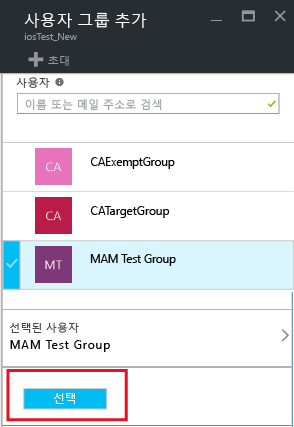 사용자 그룹 추가
iosTest_New
초대
사용자
이름 또는 메일 주소로 검색
CA
CAExemptGroup
CA
CATargetGroup
MT
MAM Test Group
선택된 사용자
MAM Test Group
선택